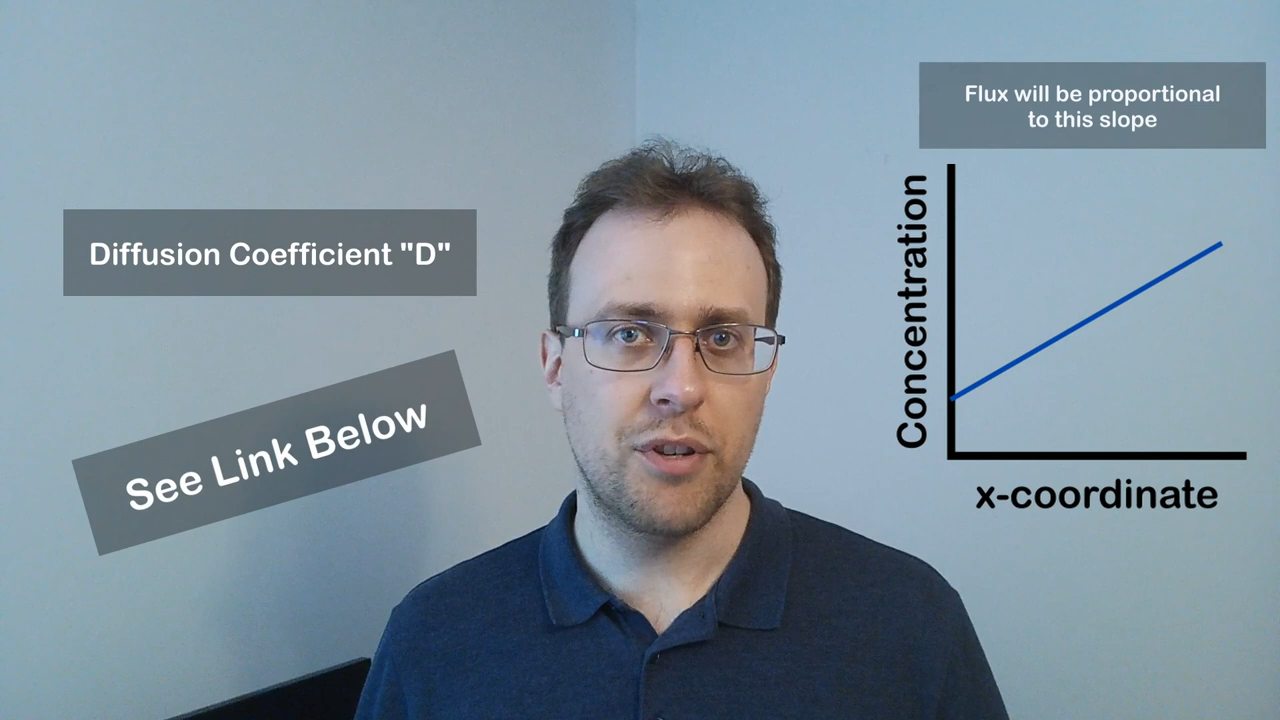 Flux will be proportional
to this slope
Diffusion Coefficient "D"
See Link Below
Concentration
x-coordinate